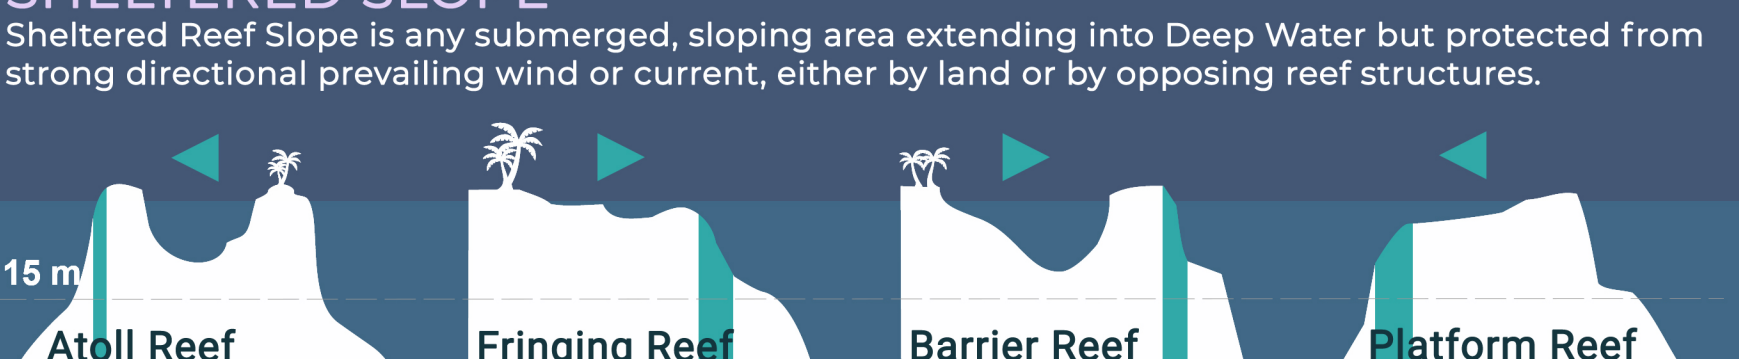 SHELTERED SLOPE
Sheltered Reef Slope is any submerged, sloping area extending into Deep Water but protected from
strong directional prevailing wind or current, either by land or by opposing reef structures.
15 m
Atoll Reef
Fringing Reef
Barrier Reef
Platform Reef